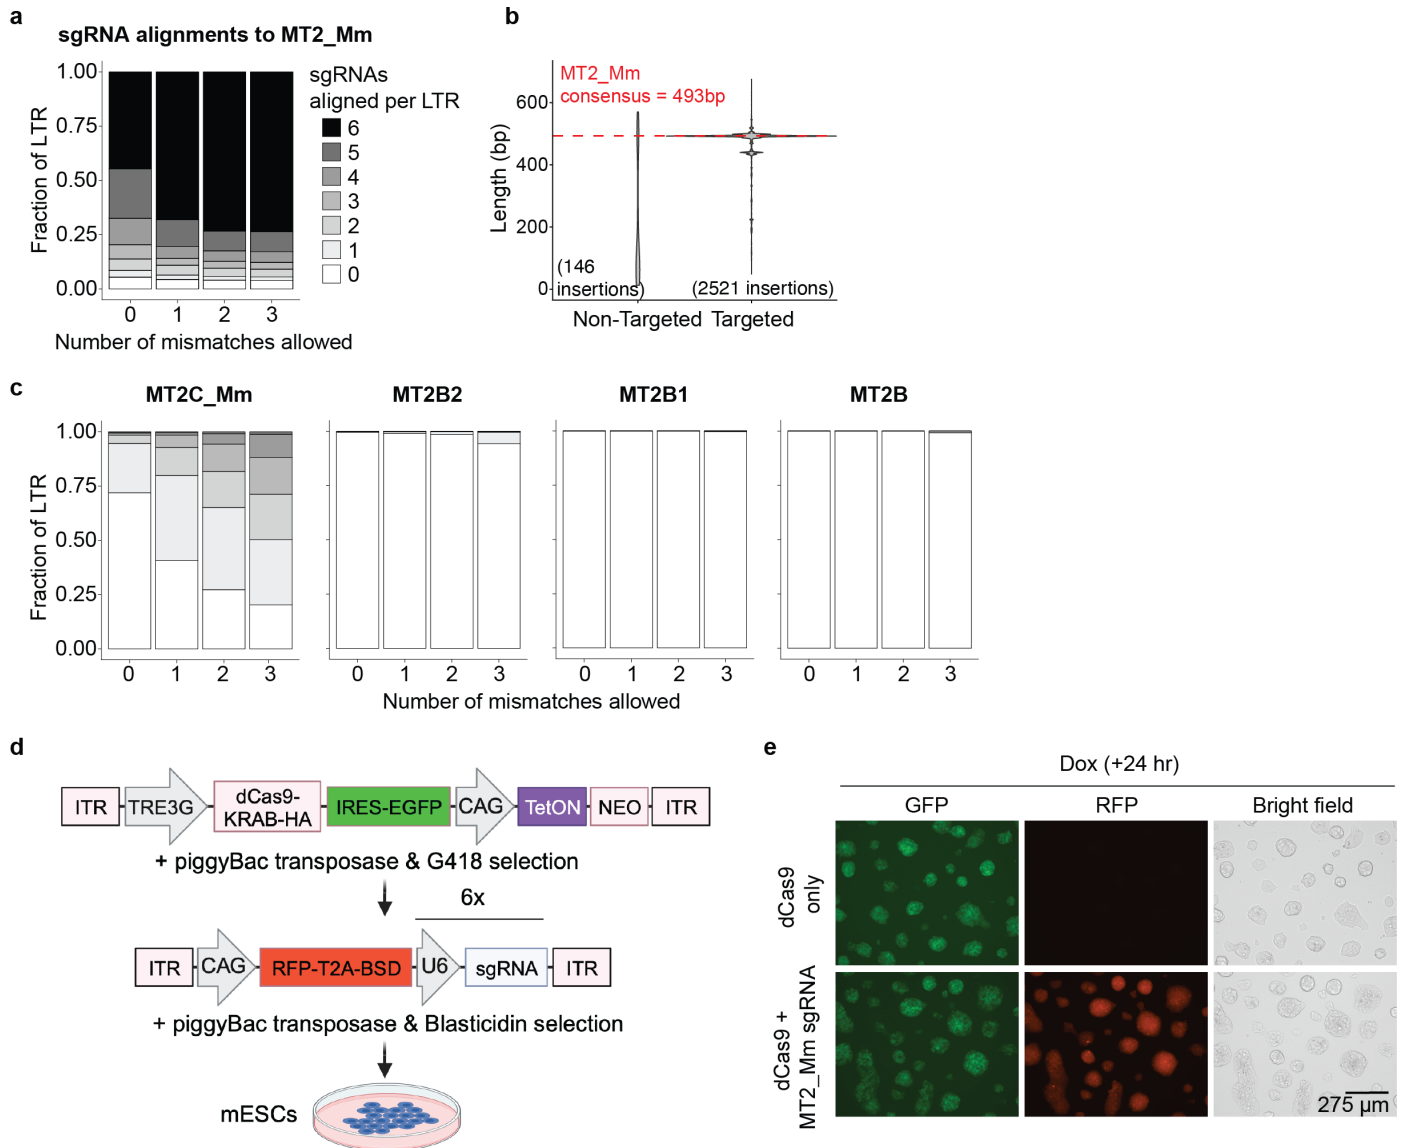 a
sgRNA alignments to MT2_Mm
Fraction of LTR
1.00
0.75
0.50
0.25
0.00
0 1 2 3
Number of mismatches allowed
sgRNAs
aligned per LTR
6
5
4
3
2
1
0
b
MT2_Mm
consensus = 493bp
Length (bp)
600
400
200
0
(146
insertions)
(2521 insertions)
Non-Targeted Targeted
c
MT2C_Mm MT2B2 MT2B1 MT2B
Fraction of LTR
1.00
0.75
0.50
0.25
0.00
0 1 2 3 0 1 2 3 0 1 2 3 0 1 2 3
Number of mismatches allowed
d
ITR TRE3G dCas9-
KRAB-HA IRES-EGFP CAG TetON NEO ITR
+ piggyBac transposase & G418 selection
6x
ITR CAG RFP-T2A-BSD U6 sgRNA ITR
+ piggyBac transposase & Blasticidin selection
mESCs
e
Dox (+24 hr)
GFP RFP Bright field
dCas9
only
dCas9 +
MT2_Mm sgRNA
275 µm